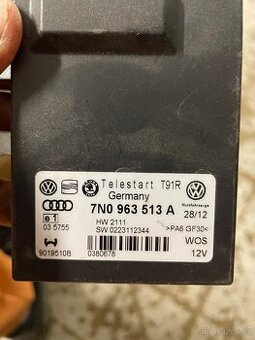 Telestart T91R
Germany
7N0 963 513 A
28/12
e 1
03 5755
HW 2111
SW 0223112344
>PA6 GF30<
WOS
9019510B
0380678
12V